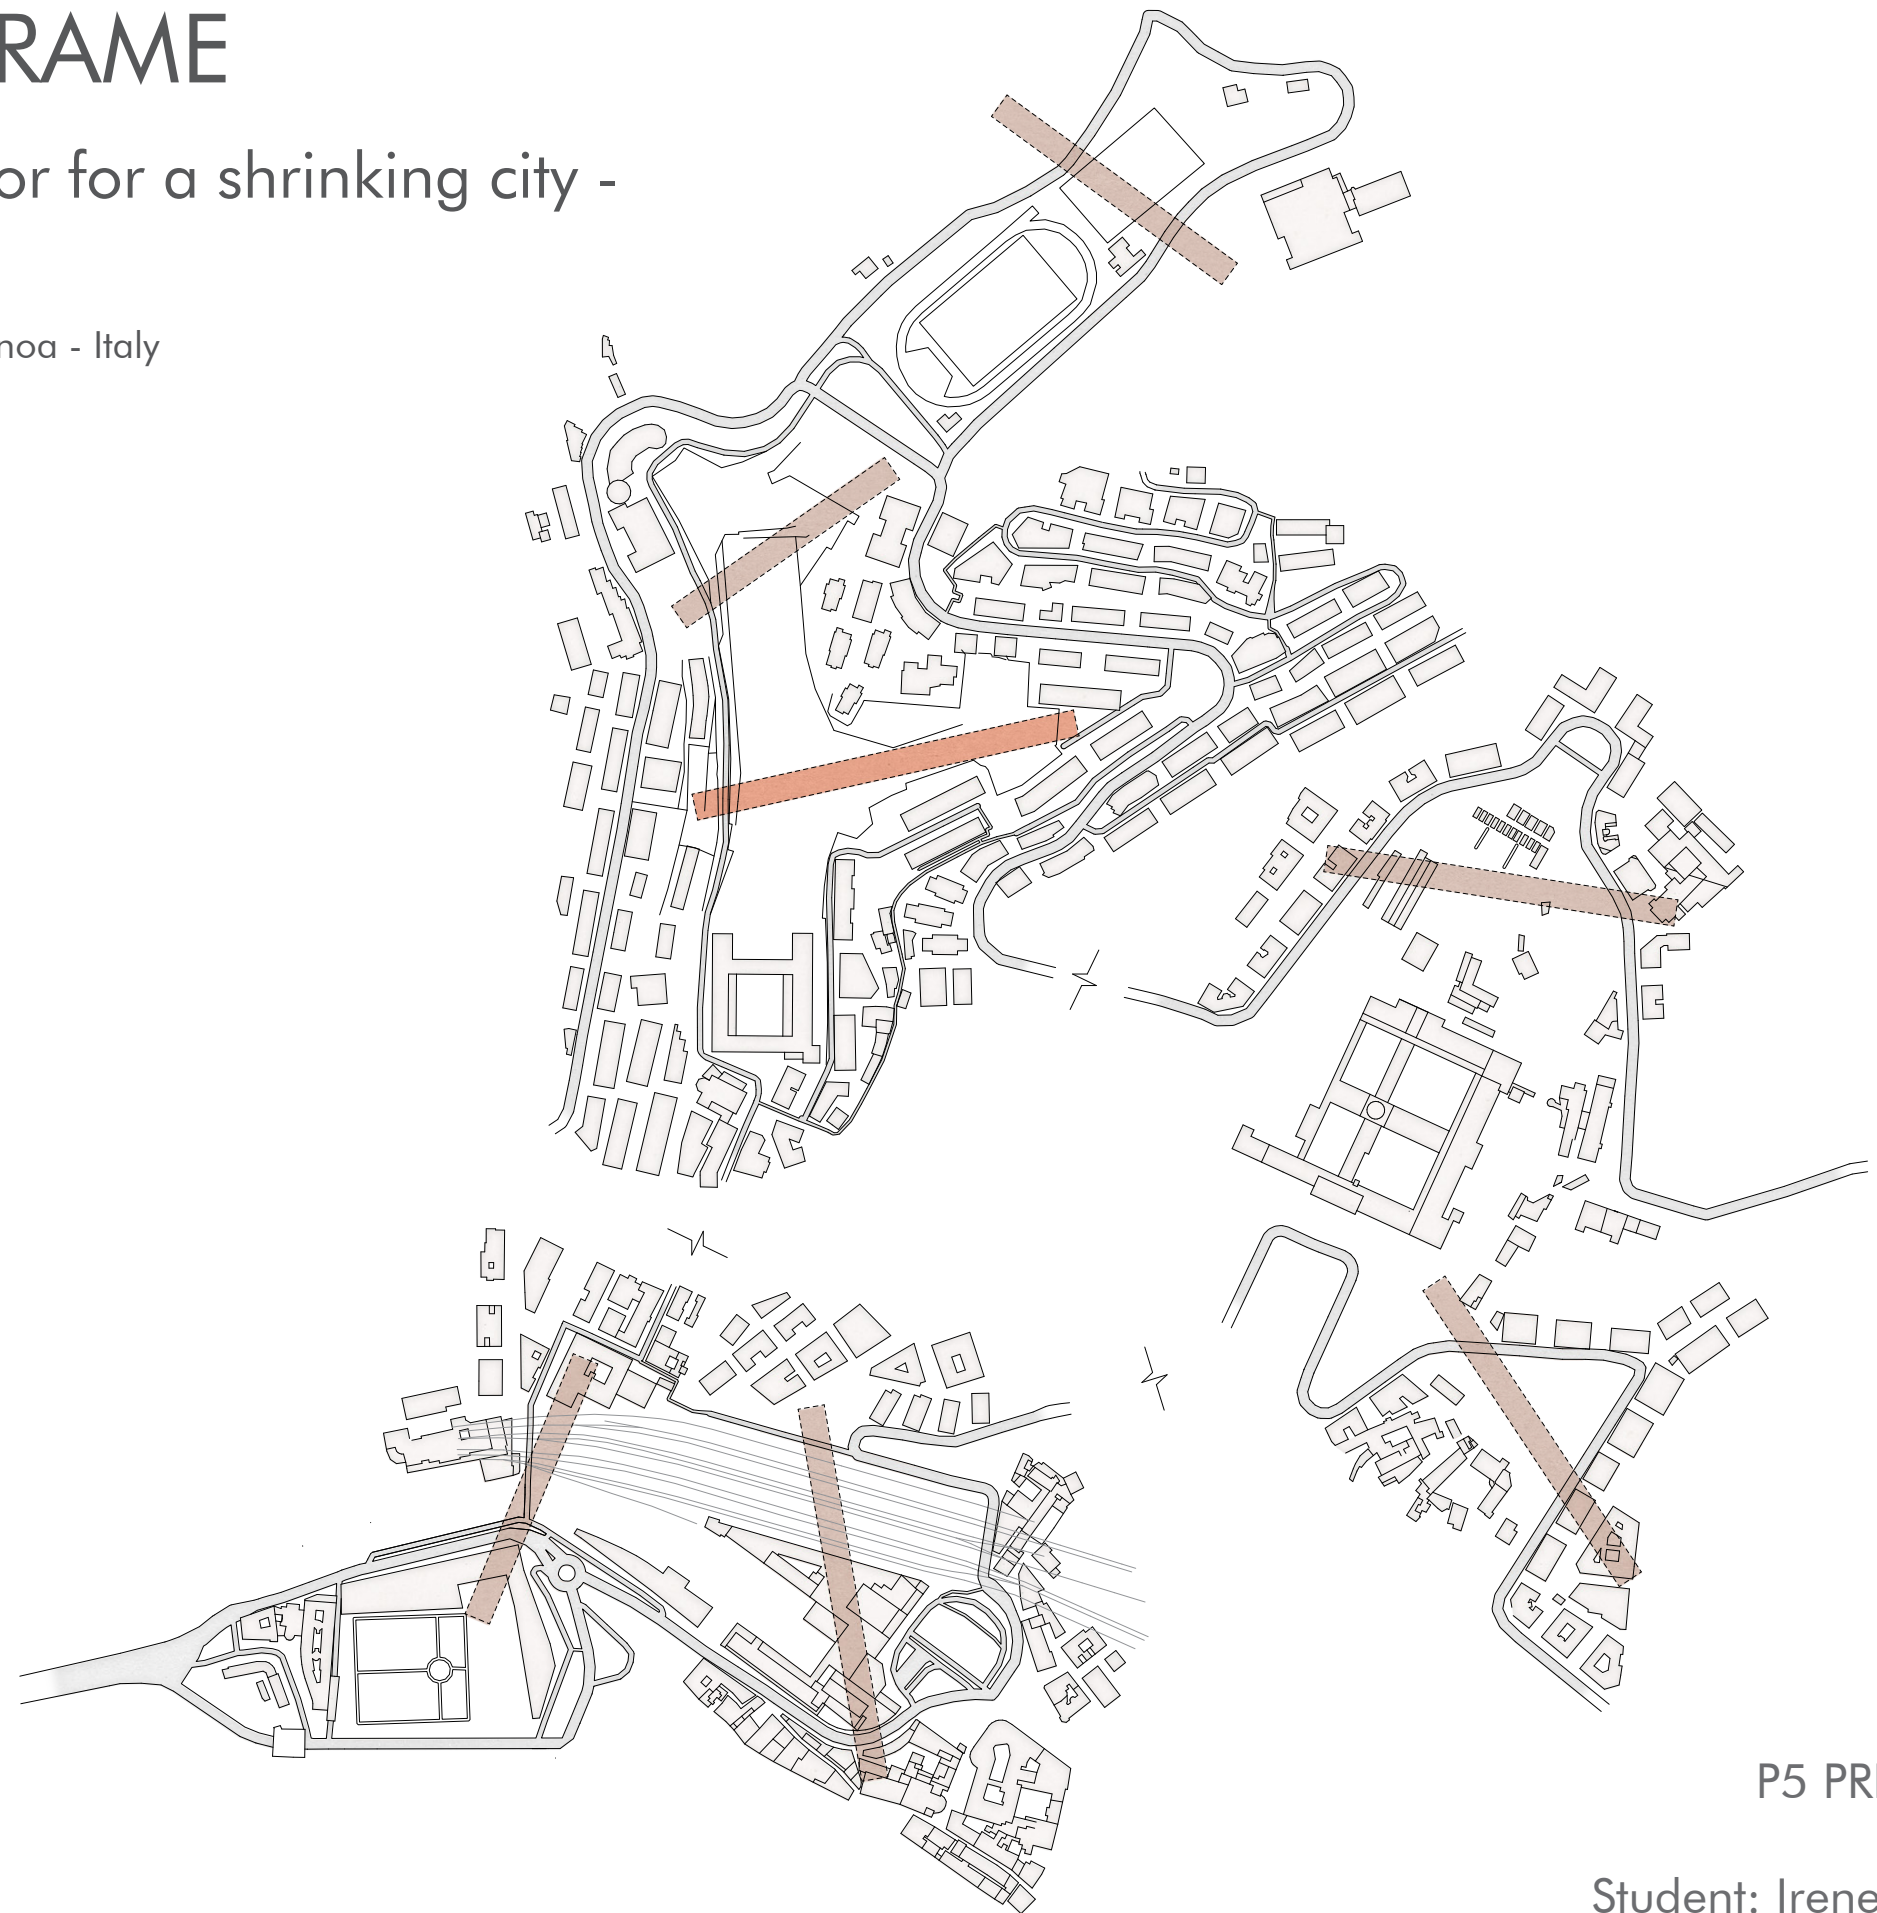 RAME
or for a shrinking city -
noa - Italy
P5 PR
Student: Irene